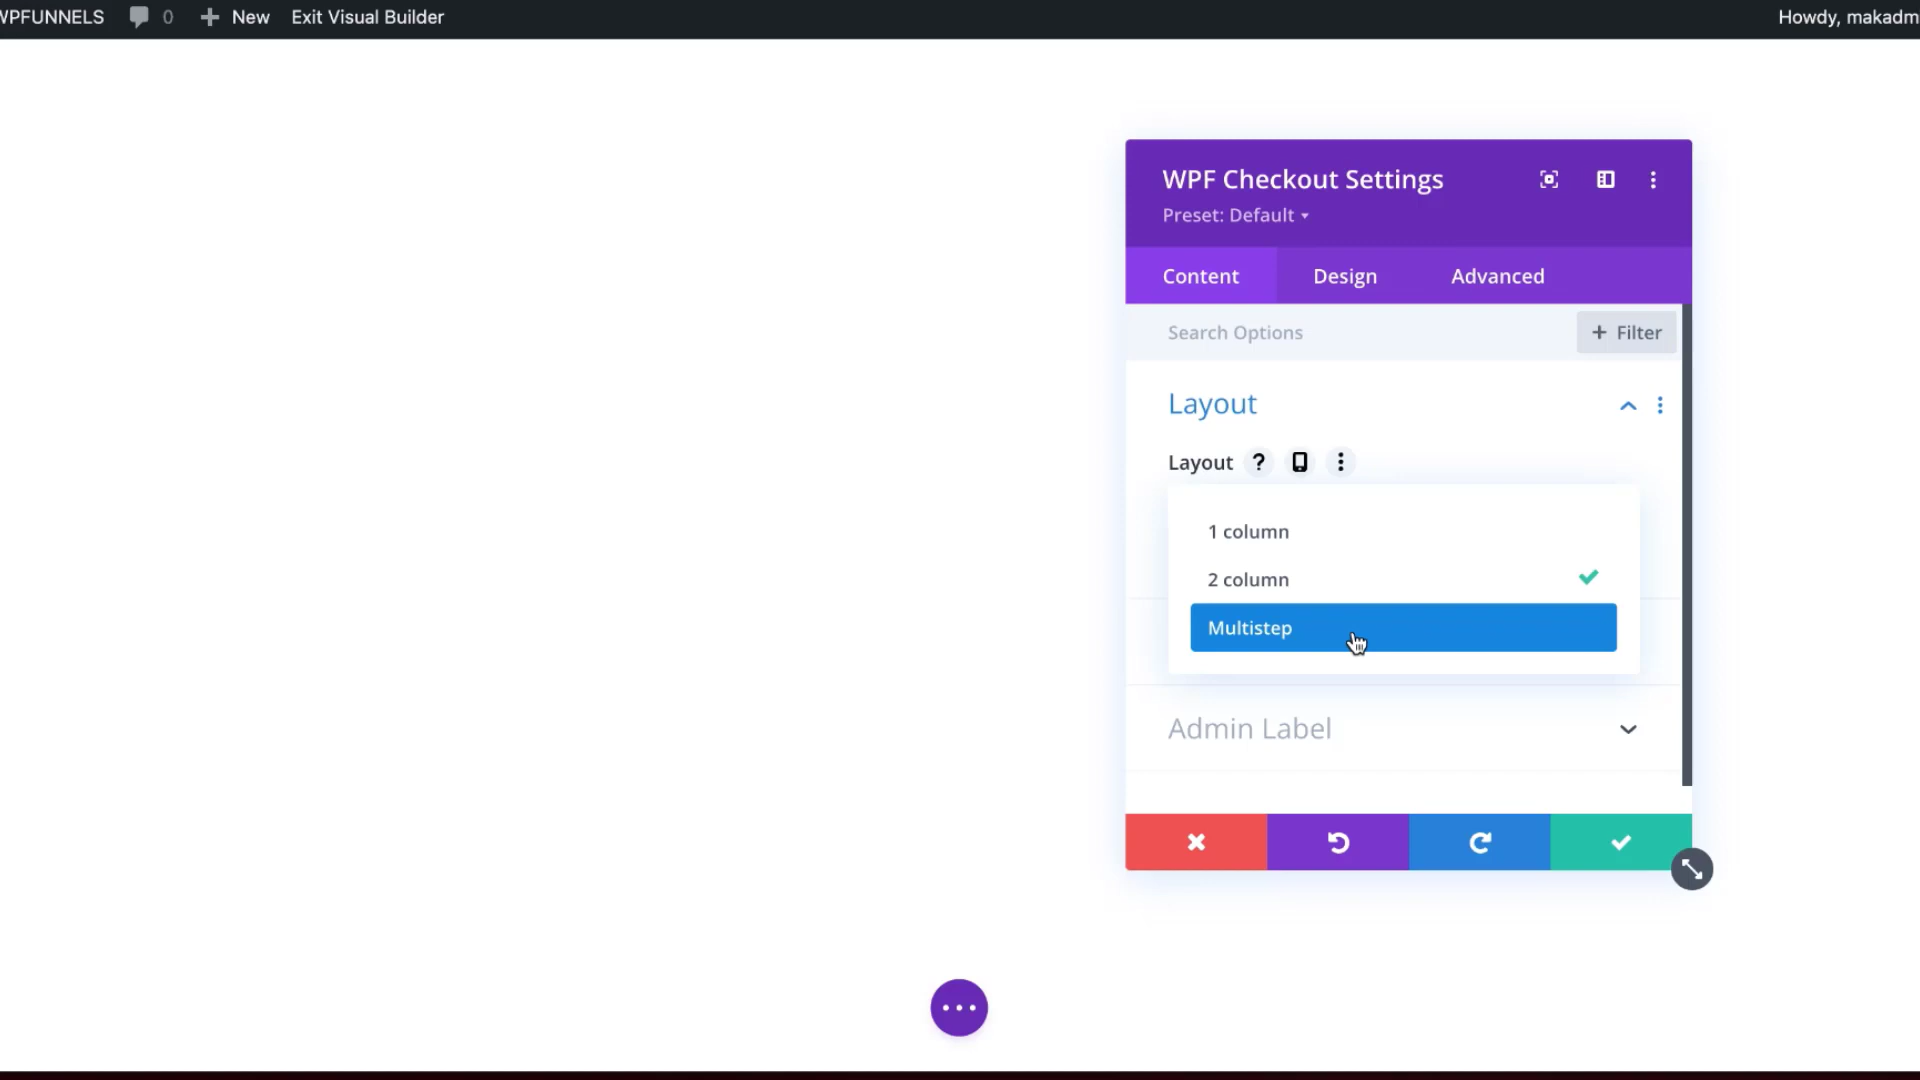 WPFUNNELS 0 New Exit Visual Builder Howdy, makadm
WPF Checkout Settings
Preset: Default
Content Design Advanced
Search Options + Filter
Layout
Layout ?
1 column
2 column
Multistep
Admin Label